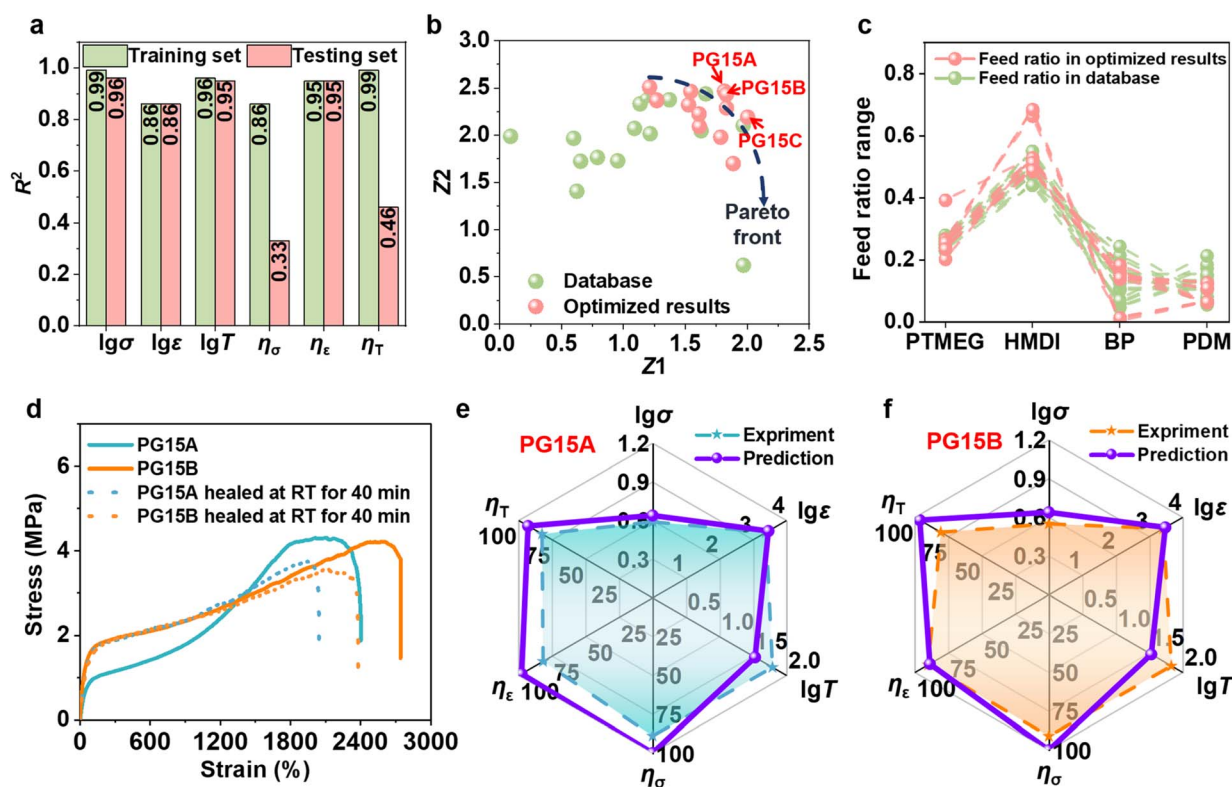 a
Training set
Testing set
R²
1.0
0.8
0.6
0.4
0.2
0.0
0.99
0.96
0.86
0.86
0.96
0.95
0.86
0.33
0.95
0.95
0.99
0.46
lgσ
lgε
lgT
ησ
ηε
ηT
b
Z2
3.0
2.5
2.0
1.5
1.0
0.5
0.0
PG15A
PG15B
PG15C
Pareto
front
Database
Optimized results
0.0
0.5
1.0
1.5
2.0
2.5
Z1
c
Feed ratio in optimized results
Feed ratio in database
Feed ratio range
0.8
0.6
0.4
0.2
0.0
PTMEG
HMDI
BP
PDM
d
Stress (MPa)
6
4
2
0
PG15A
PG15B
PG15A healed at RT for 40 min
PG15B healed at RT for 40 min
0
600
1200
1800
2400
3000
Strain (%)
e
PG15A
Expriment
Prediction
lgσ
1.2
0.9
0.6
0.3
lgε
4
3
2
1
lgT
2.0
1.5
1.0
0.5
ησ
100
75
50
25
ηε
100
75
50
25
ηT
100
75
50
25
f
PG15B
Expriment
Prediction
lgσ
1.2
0.9
0.6
0.3
lgε
4
3
2
1
lgT
2.0
1.5
1.0
0.5
ησ
100
75
50
25
ηε
100
75
50
25
ηT
100
75
50
25